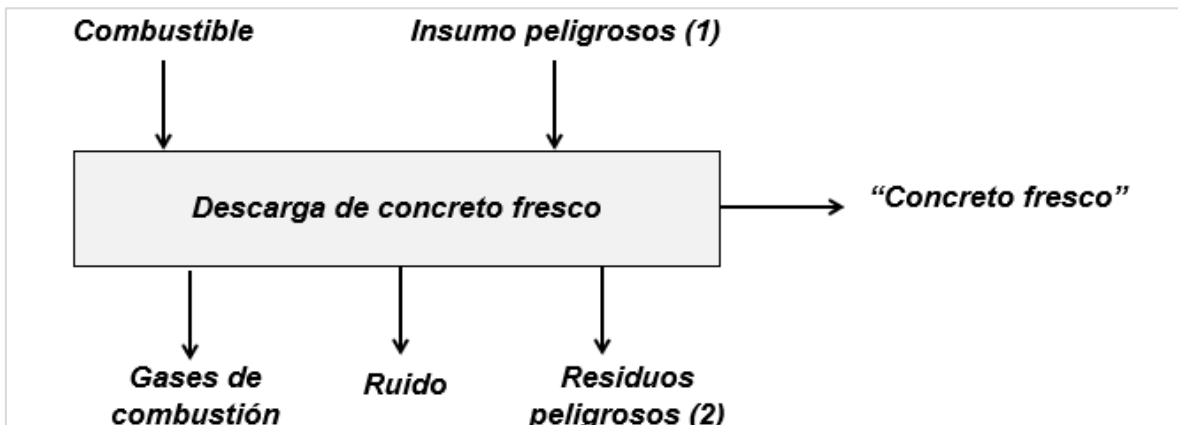 Combustible
Insumo peligrosos (1)
Descarga de concreto fresco
“Concreto fresco”
Gases de
combustión
Ruido
Residuos
peligrosos (2)